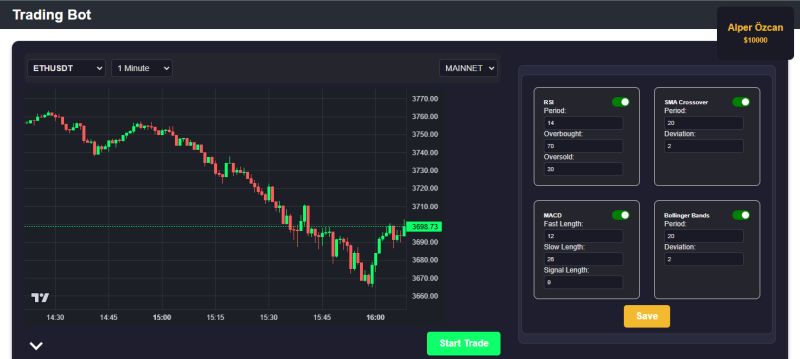 Trading Bot
Alper Özcan
$10000
ETHUSDT
1 Minute
MAINNET
3770.00
3760.00
3750.00
3740.00
3730.00
3720.00
3710.00
3698.73
3690.00
3680.00
3670.00
3660.00
14:30
14:45
15:00
15:15
15:30
15:45
16:00
Start Trade
RSI
Period:
14
Overbought:
70
Oversold:
30
SMA Crossover
Period:
20
Deviation:
2
MACD
Fast Length:
12
Slow Length:
26
Signal Length:
9
Bollinger Bands
Period:
20
Deviation:
2
Save